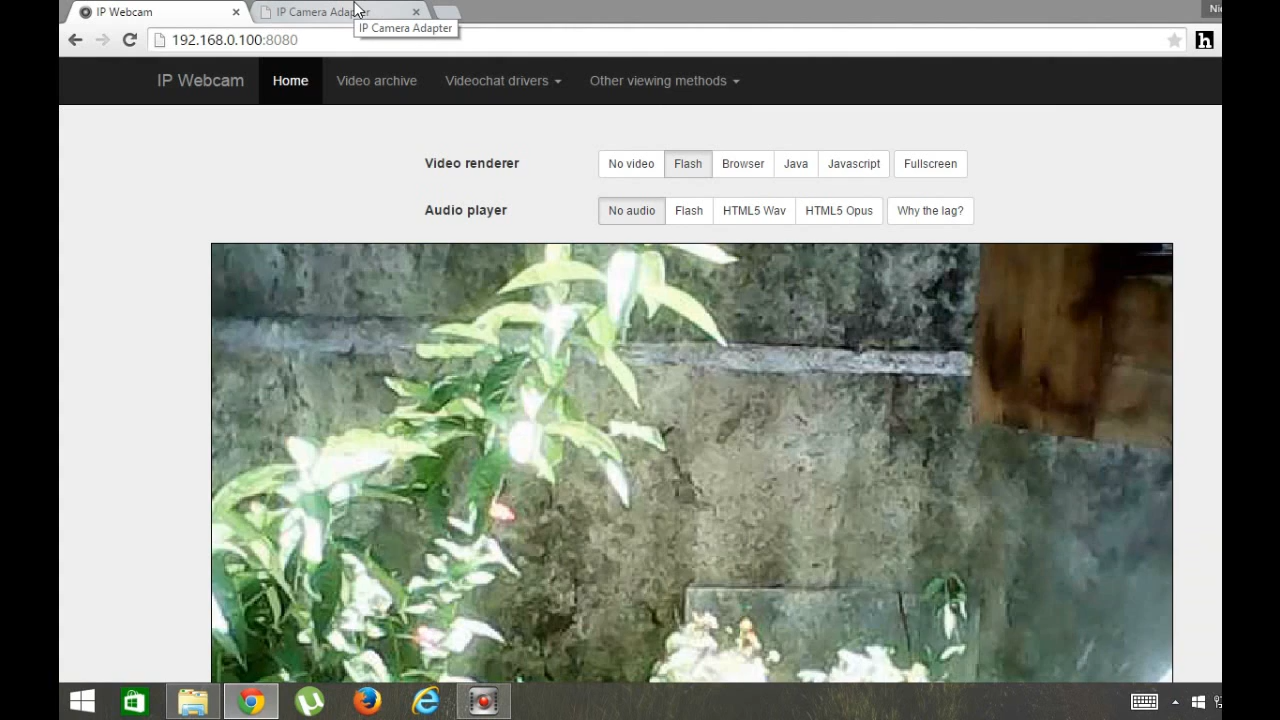 IP Webcam
IP Camera Adapter
IP Camera Adapter
192.168.0.100:8080
IP Webcam Home Video archive Videochat drivers Other viewing methods
Video renderer No video Flash Browser Java Javascript Fullscreen
Audio player No audio Flash HTML5 Wav HTML5 Opus Why the lag?